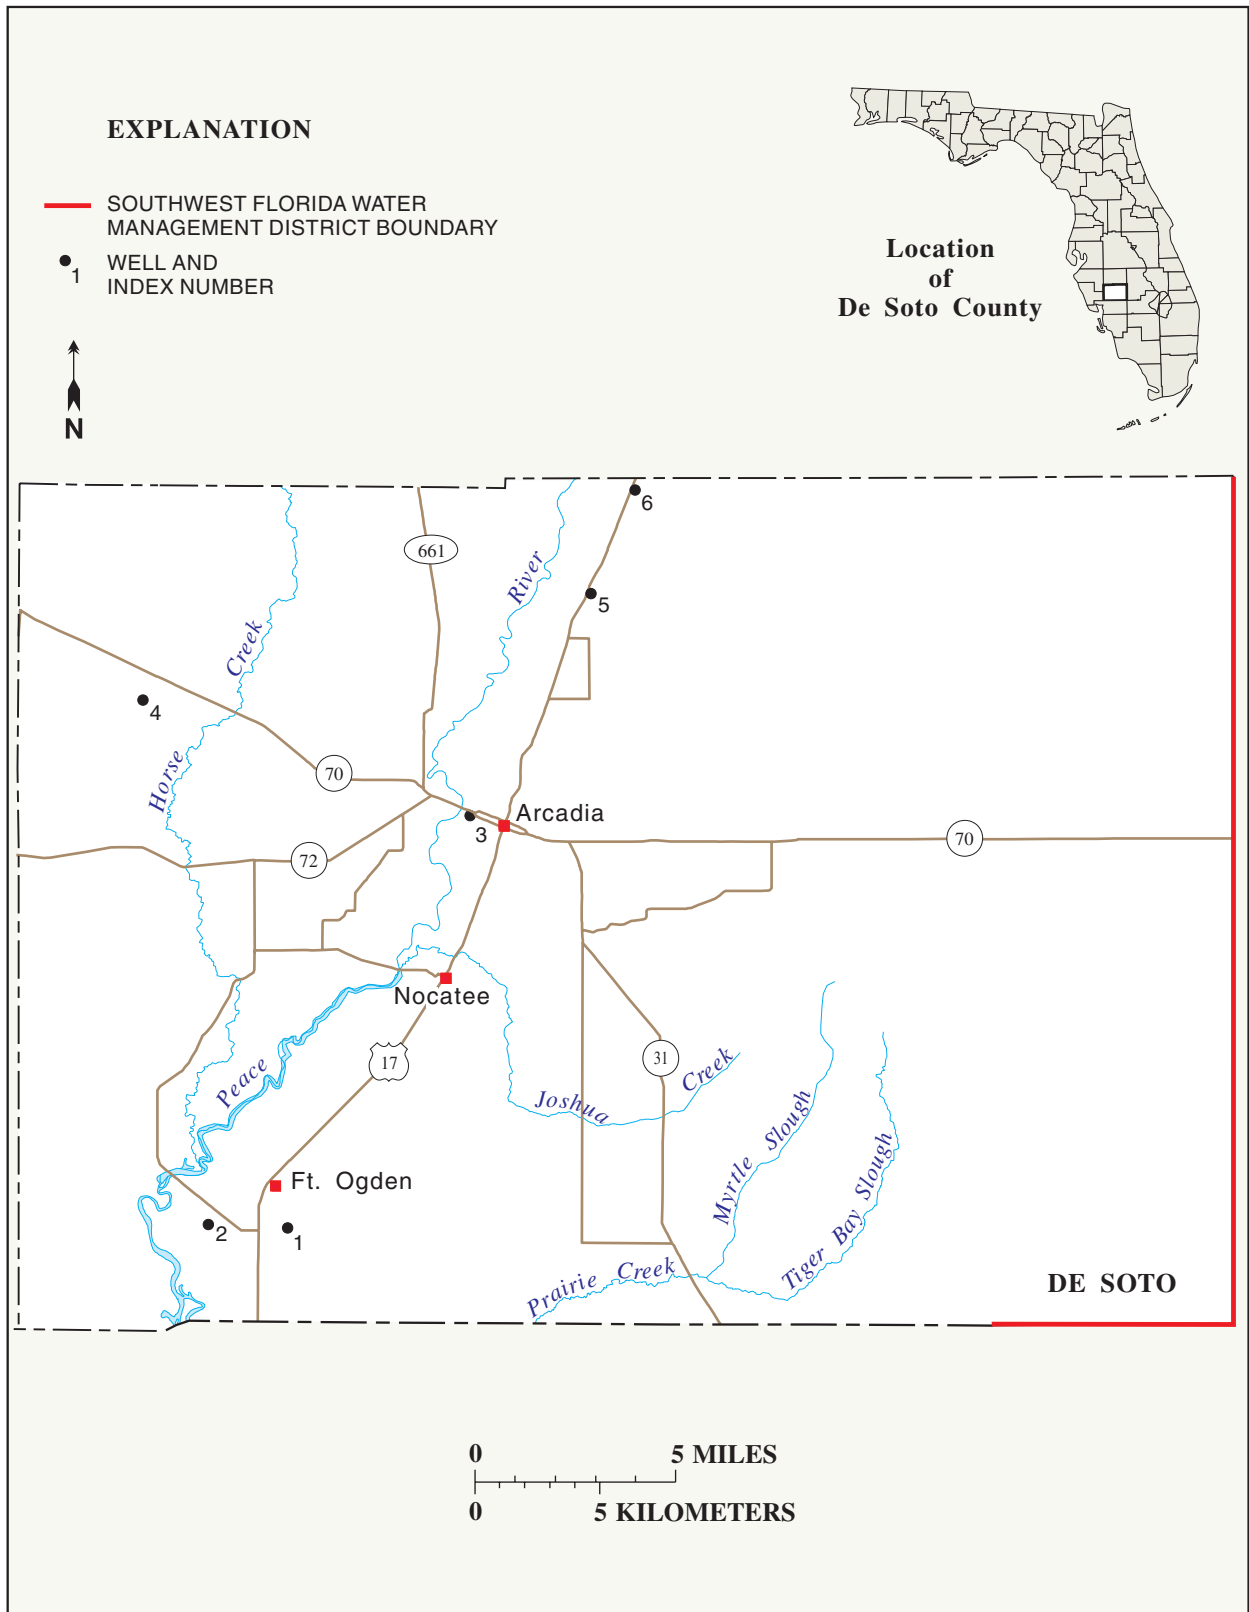 EXPLANATION
SOUTHWEST FLORIDA WATER
MANAGEMENT DISTRICT BOUNDARY
1
WELL AND
INDEX NUMBER
N
Location
of
De Soto County
6
661
River
5
Creek
4
Horse
70
Arcadia
3
70
72
Nocatee
17
Peace
31
Creek
Joshua
Myrtle Slough
Tiger Bay Slough
Ft. Ogden
2
1
Prairie Creek
DE SOTO
0 5 MILES
0 5 KILOMETERS